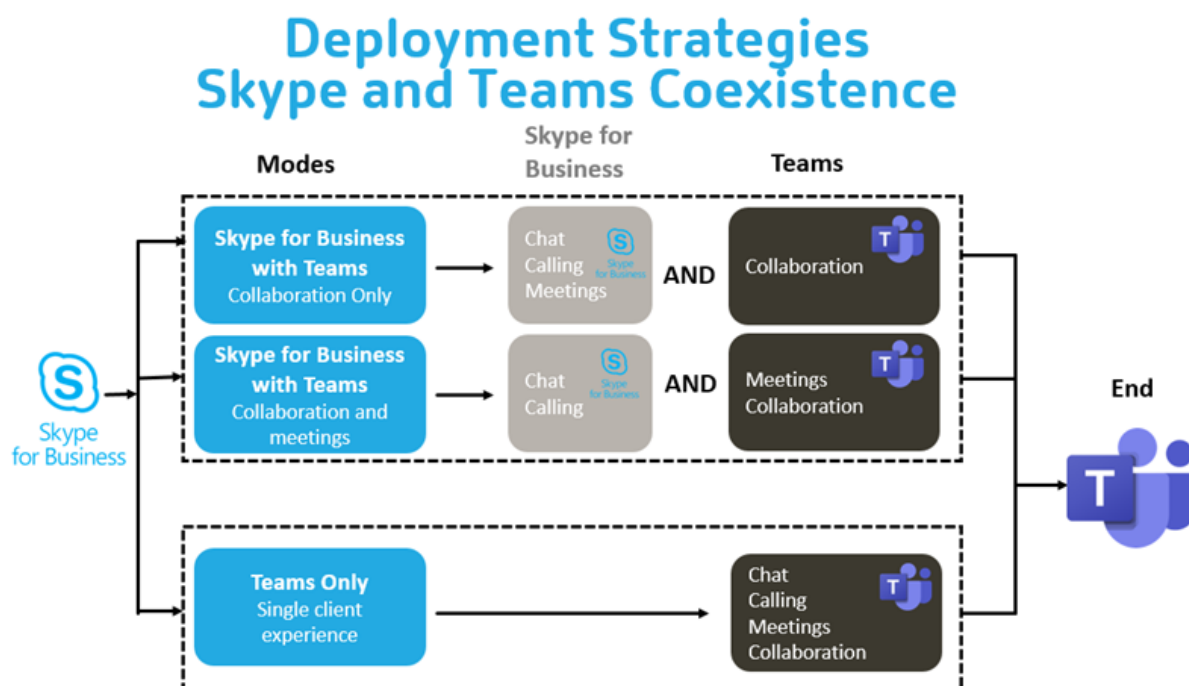 Deployment Strategies
Skype and Teams Coexistence
Modes
Skype for
Business
Teams
Skype for Business
with Teams
Collaboration Only
Chat
Calling
Meetings
S
Skype
for Business
AND
Collaboration
T
Skype for Business
with Teams
Collaboration and
meetings
Chat
Calling
S
Skype
for Business
AND
Meetings
Collaboration
T
S
Skype
for Business
End
T
Teams Only
Single client
experience
Chat
Calling
Meetings
Collaboration
T